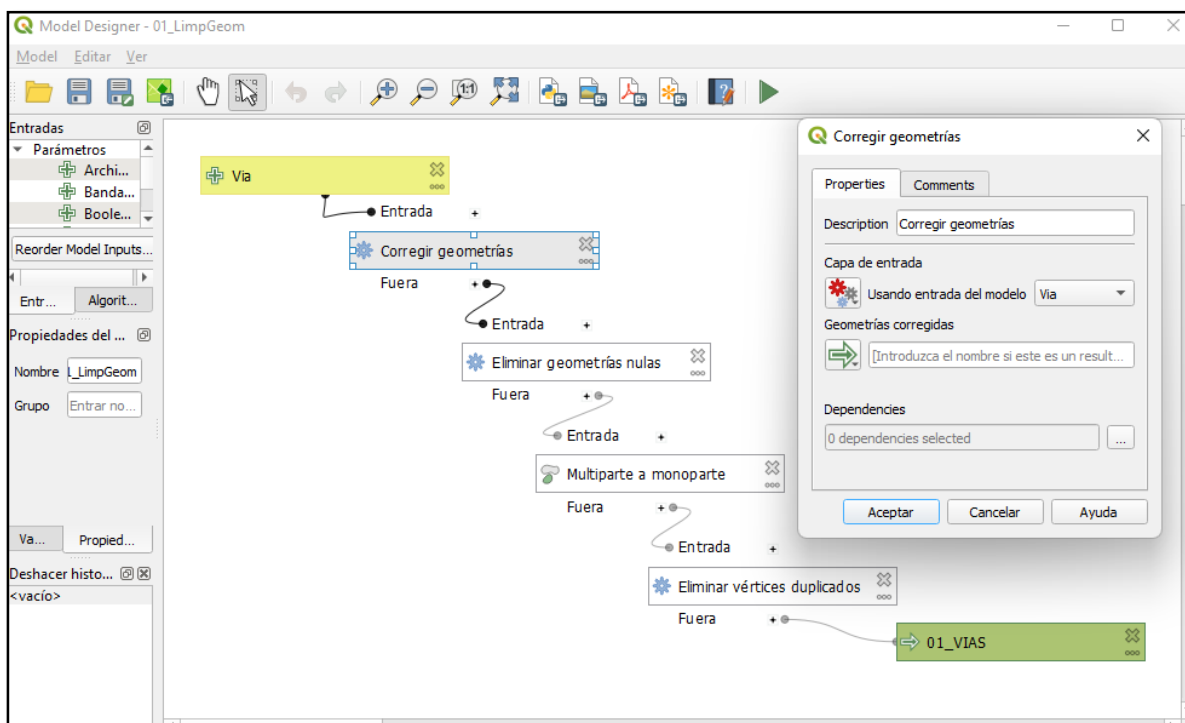 Model Designer - 01_LimpGeom
Model Editar Ver
Entradas
Parámetros
Archi...
Banda...
Boole...
Reorder Model Inputs...
Entr... Algorit...
Propiedades del ...
Nombre L_LimpGeom
Grupo Entrar no...
Va... Propied...
Deshacer histo...
<vacío>
Via
Entrada
Corregir geometrías
Fuera
Entrada
Eliminar geometrías nulas
Fuera
Entrada
Multiparte a monoparte
Fuera
Entrada
Eliminar vértices duplicados
Fuera
01_VIAS
Corregir geometrías
Properties Comments
Description Corregir geometrías
Capa de entrada
Usando entrada del modelo Via
Geometrías corregidas
[Introduzca el nombre si este es un result...
Dependencies
0 dependencies selected ...
Aceptar Cancelar Ayuda